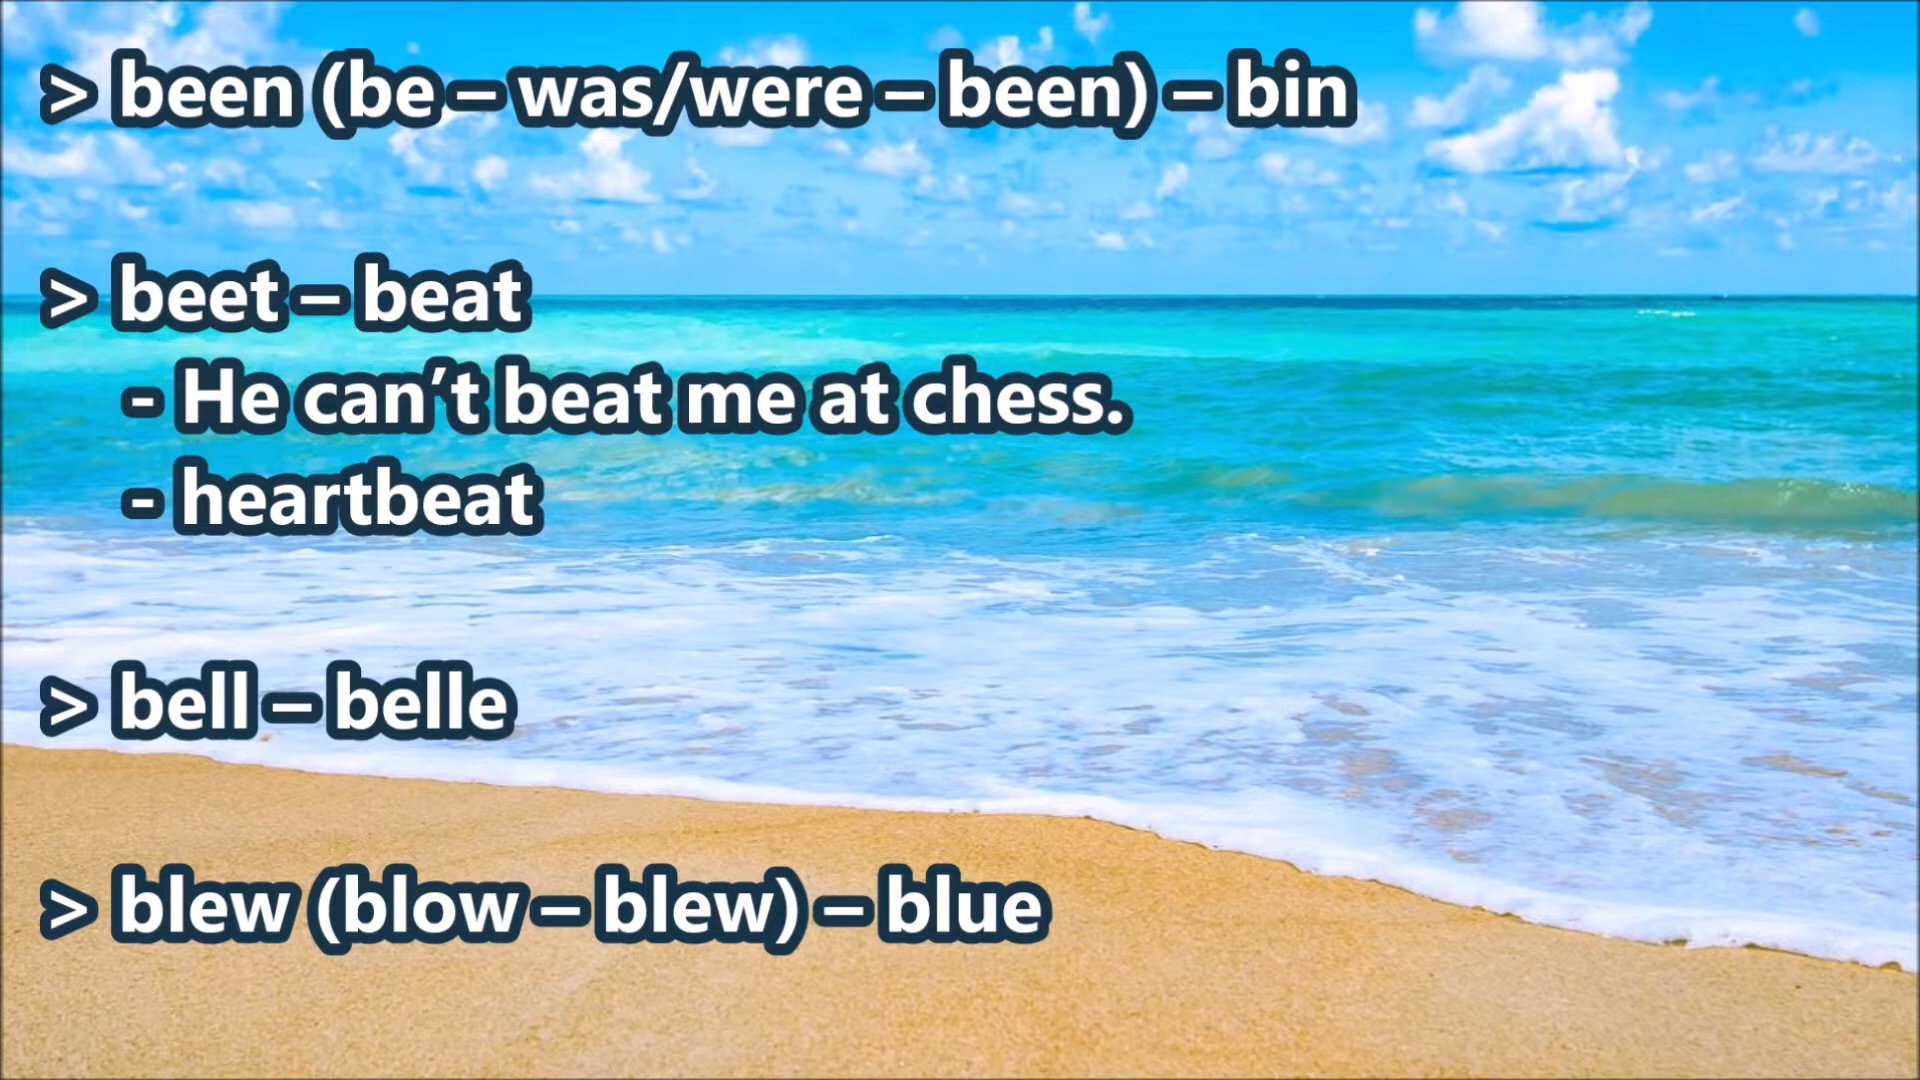 > been (be – was/were – been) – bin
> beet – beat
- He can’t beat me at chess.
- heartbeat
> bell – belle
> blew (blow – blew) – blue